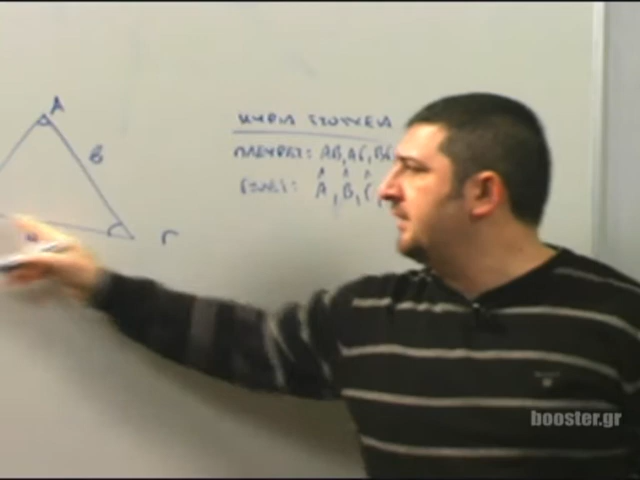 Α
β
Γ
ΚΥΡΙΑ ΣΤΟΙΧΕΙΑ
ΠΛΕΥΡΕΣ: ΑΒ, ΑΓ, ΒΓ
ΓΩΝΙΕΣ: Α̂, Β̂, Γ̂,
booster.gr